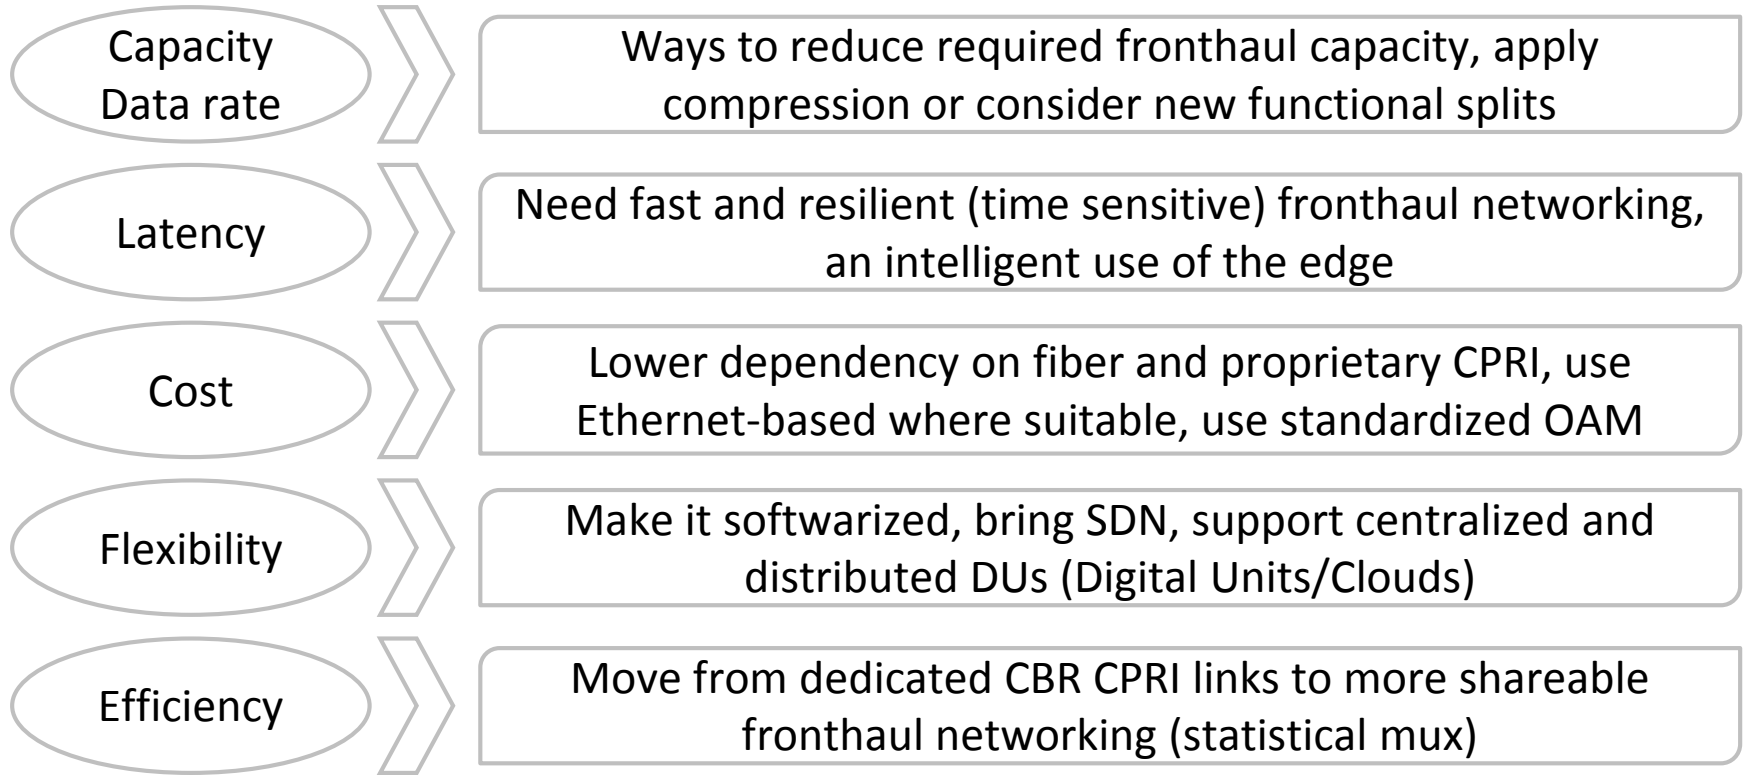 Capacity
Data rate
Ways to reduce required fronthaul capacity, apply
compression or consider new functional splits
Latency
Need fast and resilient (time sensitive) fronthaul networking,
an intelligent use of the edge
Cost
Lower dependency on fiber and proprietary CPRI, use
Ethernet-based where suitable, use standardized OAM
Flexibility
Make it softwarized, bring SDN, support centralized and
distributed DUs (Digital Units/Clouds)
Efficiency
Move from dedicated CBR CPRI links to more shareable
fronthaul networking (statistical mux)